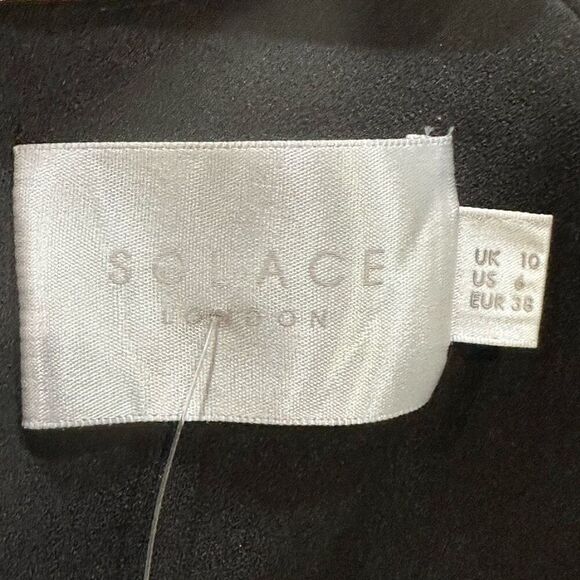 SOLACE
LONDON
UK 10
US 6
EUR 38